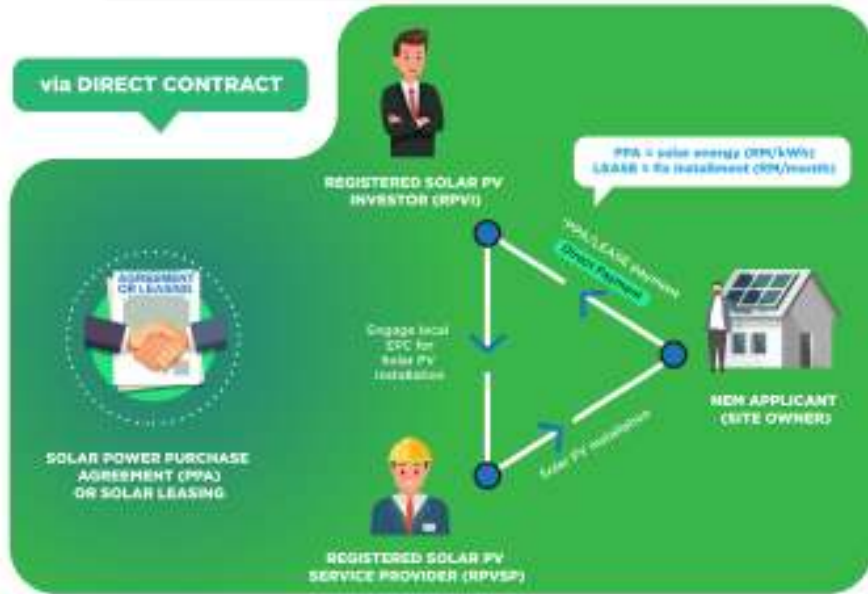 via DIRECT CONTRACT
REGISTERED SOLAR PV
INVESTOR (RPVI)
PPA = solar energy (RM/kWh)
LEASE = fix installment (RM/month)
*PPA/LEASE payment
Direct Payment
AGREEMENT
OR LEASING
Engage local
EPC for
Solar PV
installation
NEM APPLICANT
(SITE OWNER)
Solar PV installation
SOLAR POWER PURCHASE
AGREEMENT (PPA)
OR SOLAR LEASING
REGISTERED SOLAR PV
SERVICE PROVIDER (RPVSP)